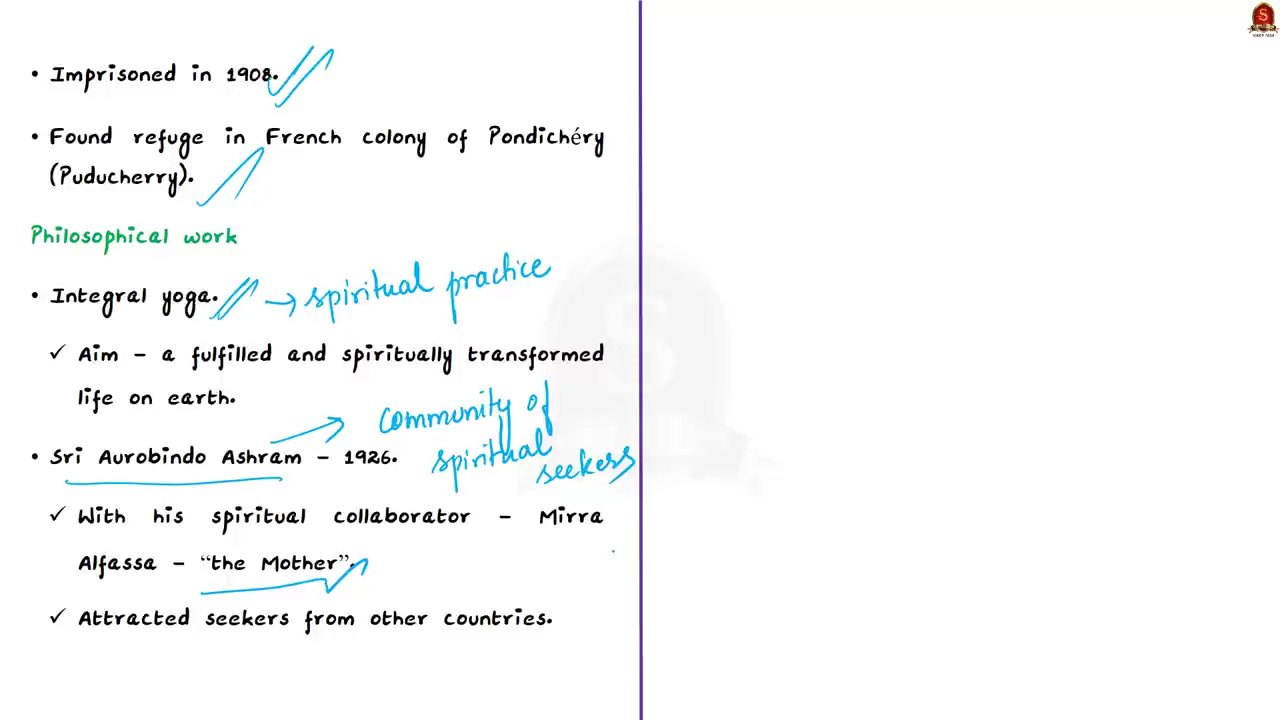 • Imprisoned in 1908.
• Found refuge in French colony of Pondichéry
(Puducherry).
Philosophical work
• Integral yoga. → spiritual practice
✓ Aim – a fulfilled and spiritually transformed
life on earth.
community of
spiritual
seekers
• Sri Aurobindo Ashram – 1926.
✓ With his spiritual collaborator – Mirra
Alfassa – “the Mother”.
✓ Attracted seekers from other countries.